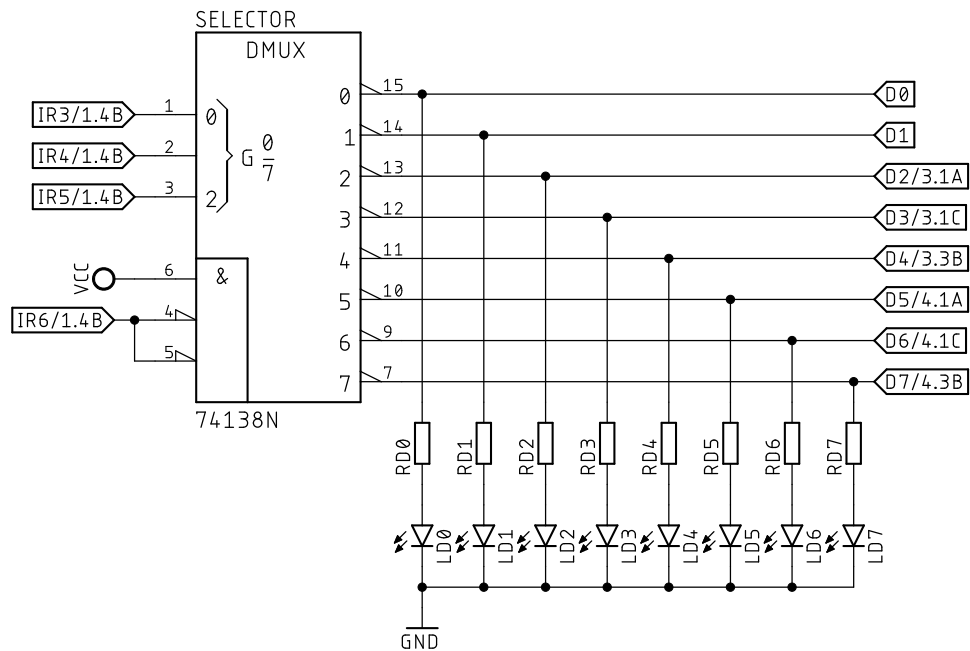 SELECTOR
DMUX
15
D0
IR3/1.4B
1
0
0
14
D1
IR4/1.4B
2
G 0/7
1
13
D2/3.1A
IR5/1.4B
3
2
2
12
D3/3.1C
3
11
D4/3.3B
VCC
6
&
4
10
D5/4.1A
IR6/1.4B
4
5
9
D6/4.1C
5
6
7
D7/4.3B
7
74138N
RD0
RD1
RD2
RD3
RD4
RD5
RD6
RD7
LD0
LD1
LD2
LD3
LD4
LD5
LD6
LD7
GND